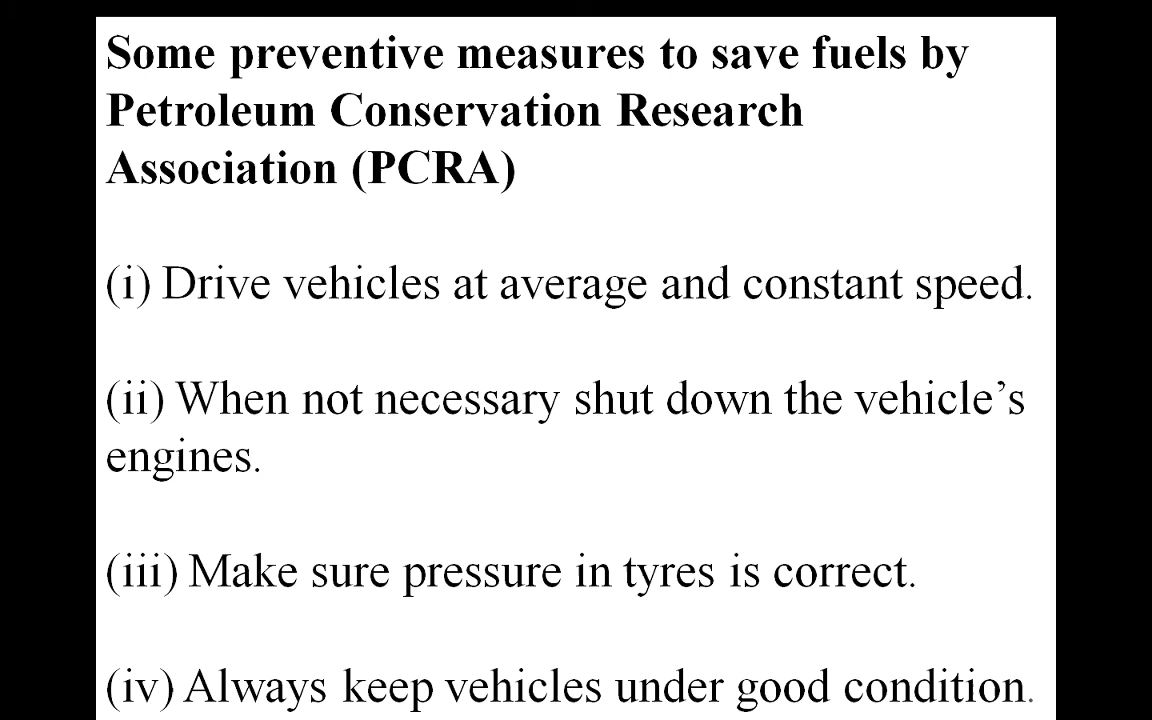 Some preventive measures to save fuels by
Petroleum Conservation Research
Association (PCRA)
(i) Drive vehicles at average and constant speed.
(ii) When not necessary shut down the vehicle’s
engines.
(iii) Make sure pressure in tyres is correct.
(iv) Always keep vehicles under good condition.